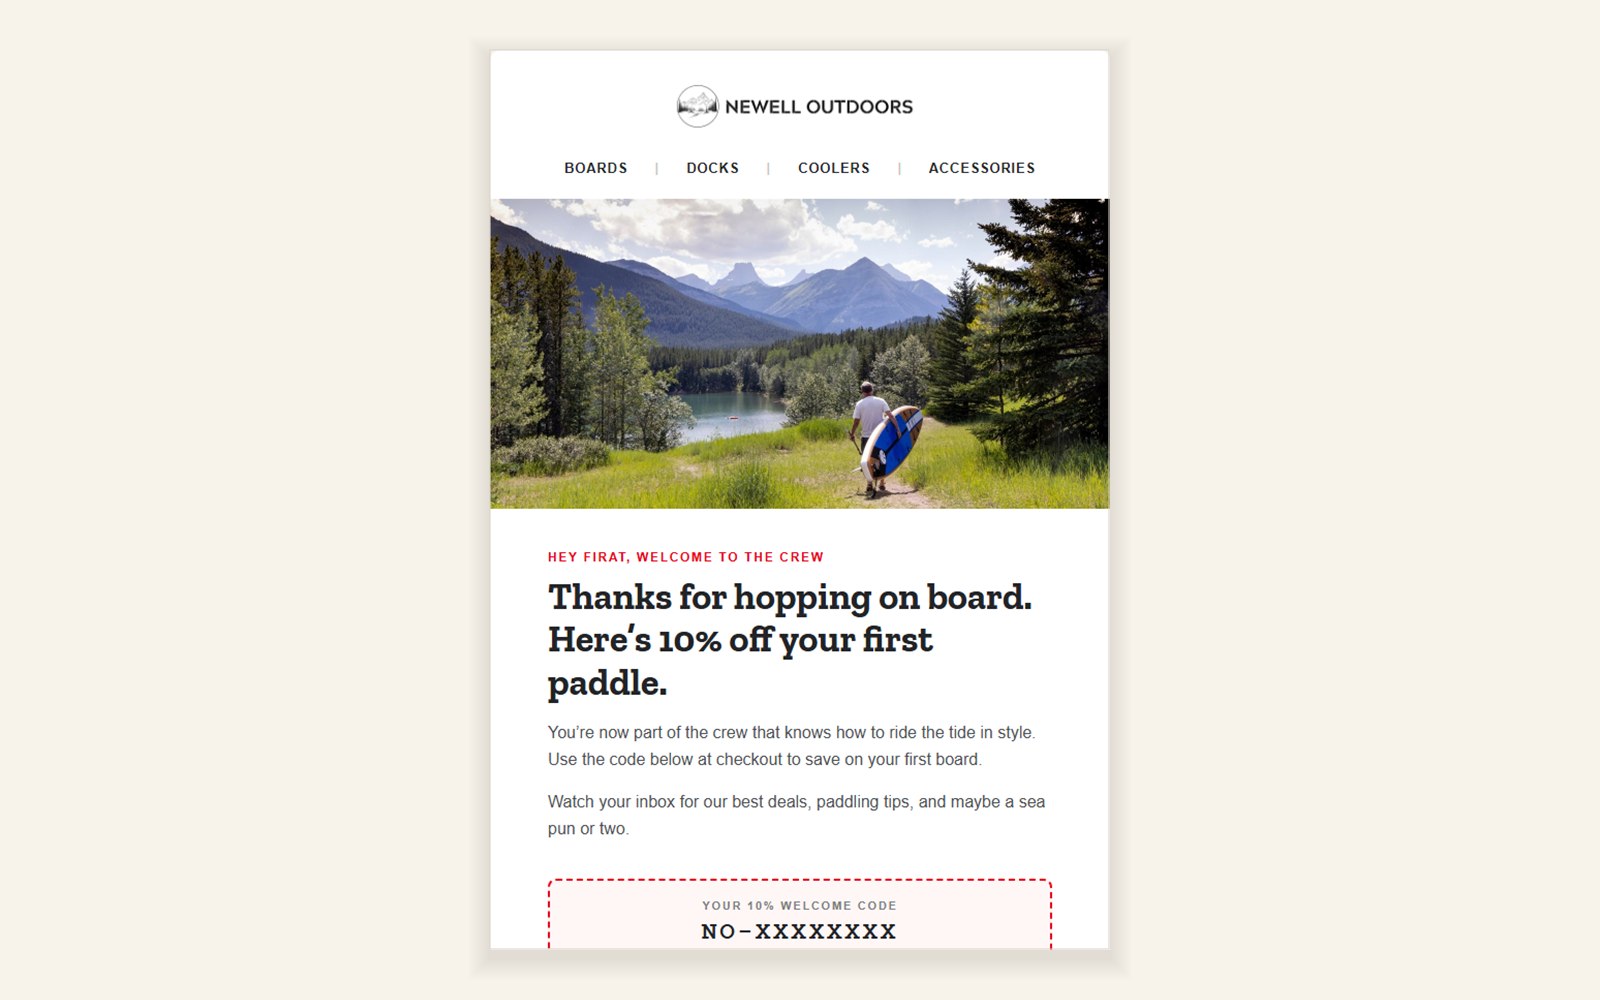 NEWELL OUTDOORS
BOARDS | DOCKS | COOLERS | ACCESSORIES
HEY FIRAT, WELCOME TO THE CREW
Thanks for hopping on board.
Here’s 10% off your first
paddle.
You’re now part of the crew that knows how to ride the tide in style.
Use the code below at checkout to save on your first board.
Watch your inbox for our best deals, paddling tips, and maybe a sea
pun or two.
YOUR 10% WELCOME CODE
NO-XXXXXXXX